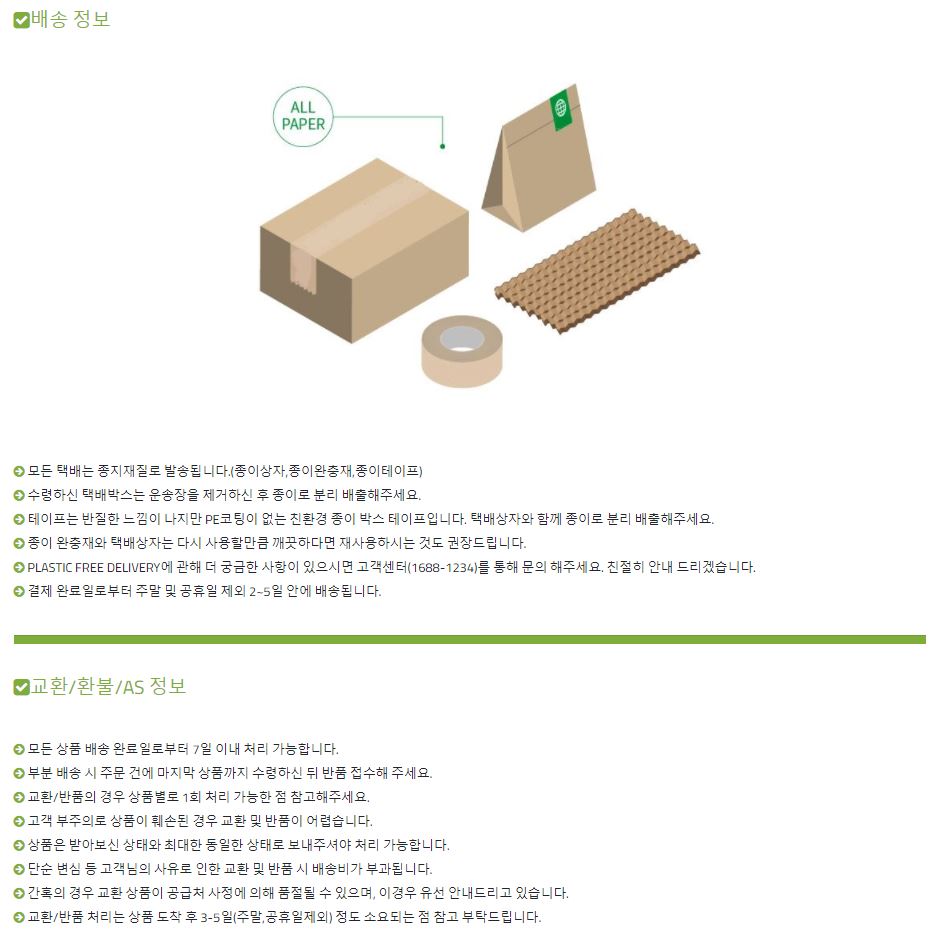 배송 정보
ALL
PAPER
모든 택배는 종지재질로 발송됩니다.(종이상자,종이완충재,종이테이프)
수령하신 택배박스는 운송장을 제거하신 후 종이로 분리 배출해주세요.
테이프는 반질한 느낌이 나지만 PE코팅이 없는 친환경 종이 박스 테이프입니다. 택배상자와 함께 종이로 분리 배출해주세요.
종이 완충재와 택배상자는 다시 사용할만큼 깨끗하다면 재사용하시는 것도 권장드립니다.
PLASTIC FREE DELIVERY에 관해 더 궁금한 사항이 있으시면 고객센터(1688-1234)를 통해 문의 해주세요. 친절히 안내 드리겠습니다.
결제 완료일로부터 주말 및 공휴일 제외 2~5일 안에 배송됩니다.
교환/환불/AS 정보
모든 상품 배송 완료일로부터 7일 이내 처리 가능합니다.
부분 배송 시 주문 건에 마지막 상품까지 수령하신 뒤 반품 접수해 주세요.
교환/반품의 경우 상품별로 1회 처리 가능한 점 참고해주세요.
고객 부주의로 상품이 훼손된 경우 교환 및 반품이 어렵습니다.
상품은 받아보신 상태와 최대한 동일한 상태로 보내주셔야 처리 가능합니다.
단순 변심 등 고객님의 사유로 인한 교환 및 반품 시 배송비가 부과됩니다.
간혹의 경우 교환 상품이 공급처 사정에 의해 품절될 수 있으며, 이경우 유선 안내드리고 있습니다.
교환/반품 처리는 상품 도착 후 3-5일(주말,공휴일제외) 정도 소요되는 점 참고 부탁드립니다.